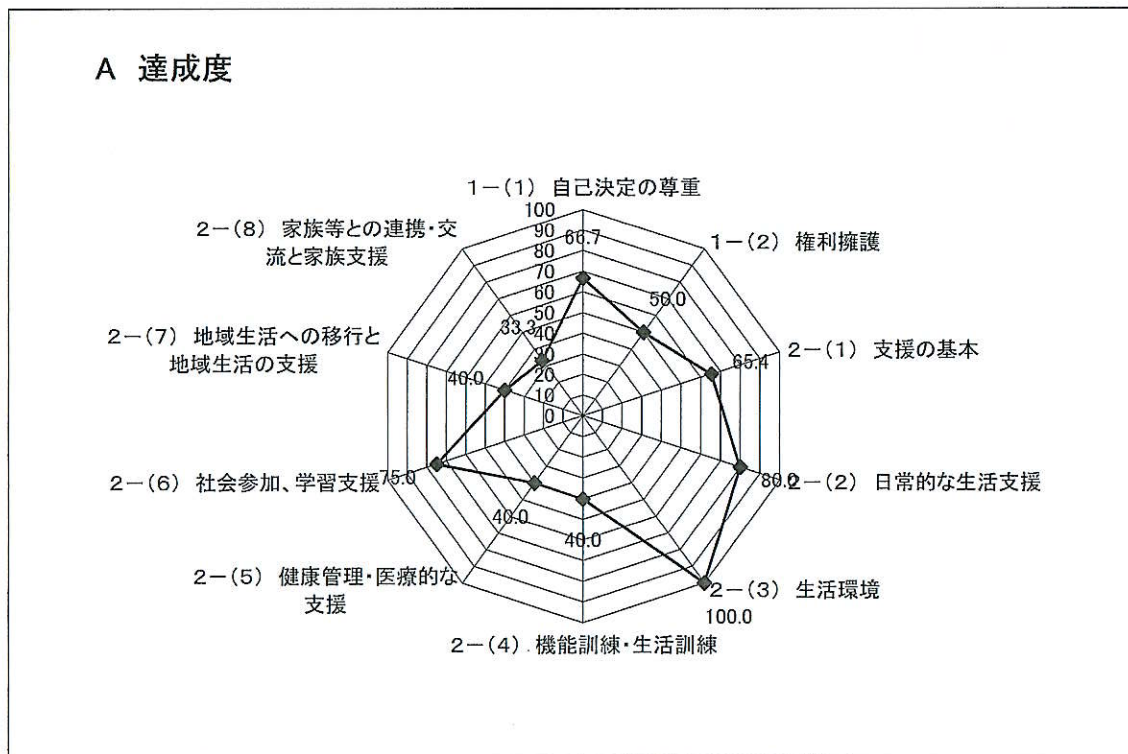 A 達成度
1－(1) 自己決定の尊重
1－(2) 権利擁護
2－(1) 支援の基本
2－(2) 日常的な生活支援
2－(3) 生活環境
2－(4) 機能訓練・生活訓練
2－(5) 健康管理・医療的な
支援
2－(6) 社会参加、学習支援
2－(7) 地域生活への移行と
地域生活の支援
2－(8) 家族等との連携・交
流と家族支援
100
90
80
70
60
50
40
30
20
10
0
66.7
50.0
65.4
80.0
100.0
40.0
40.0
75.0
40.0
33.3